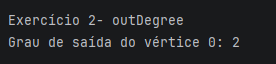 Exercício 2- outDegree
Grau de saída do vértice 0: 2